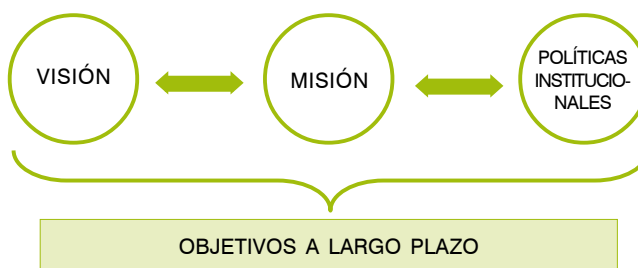 VISIÓN
MISIÓN
POLÍTICAS
INSTITUCIO-
NALES
OBJETIVOS A LARGO PLAZO